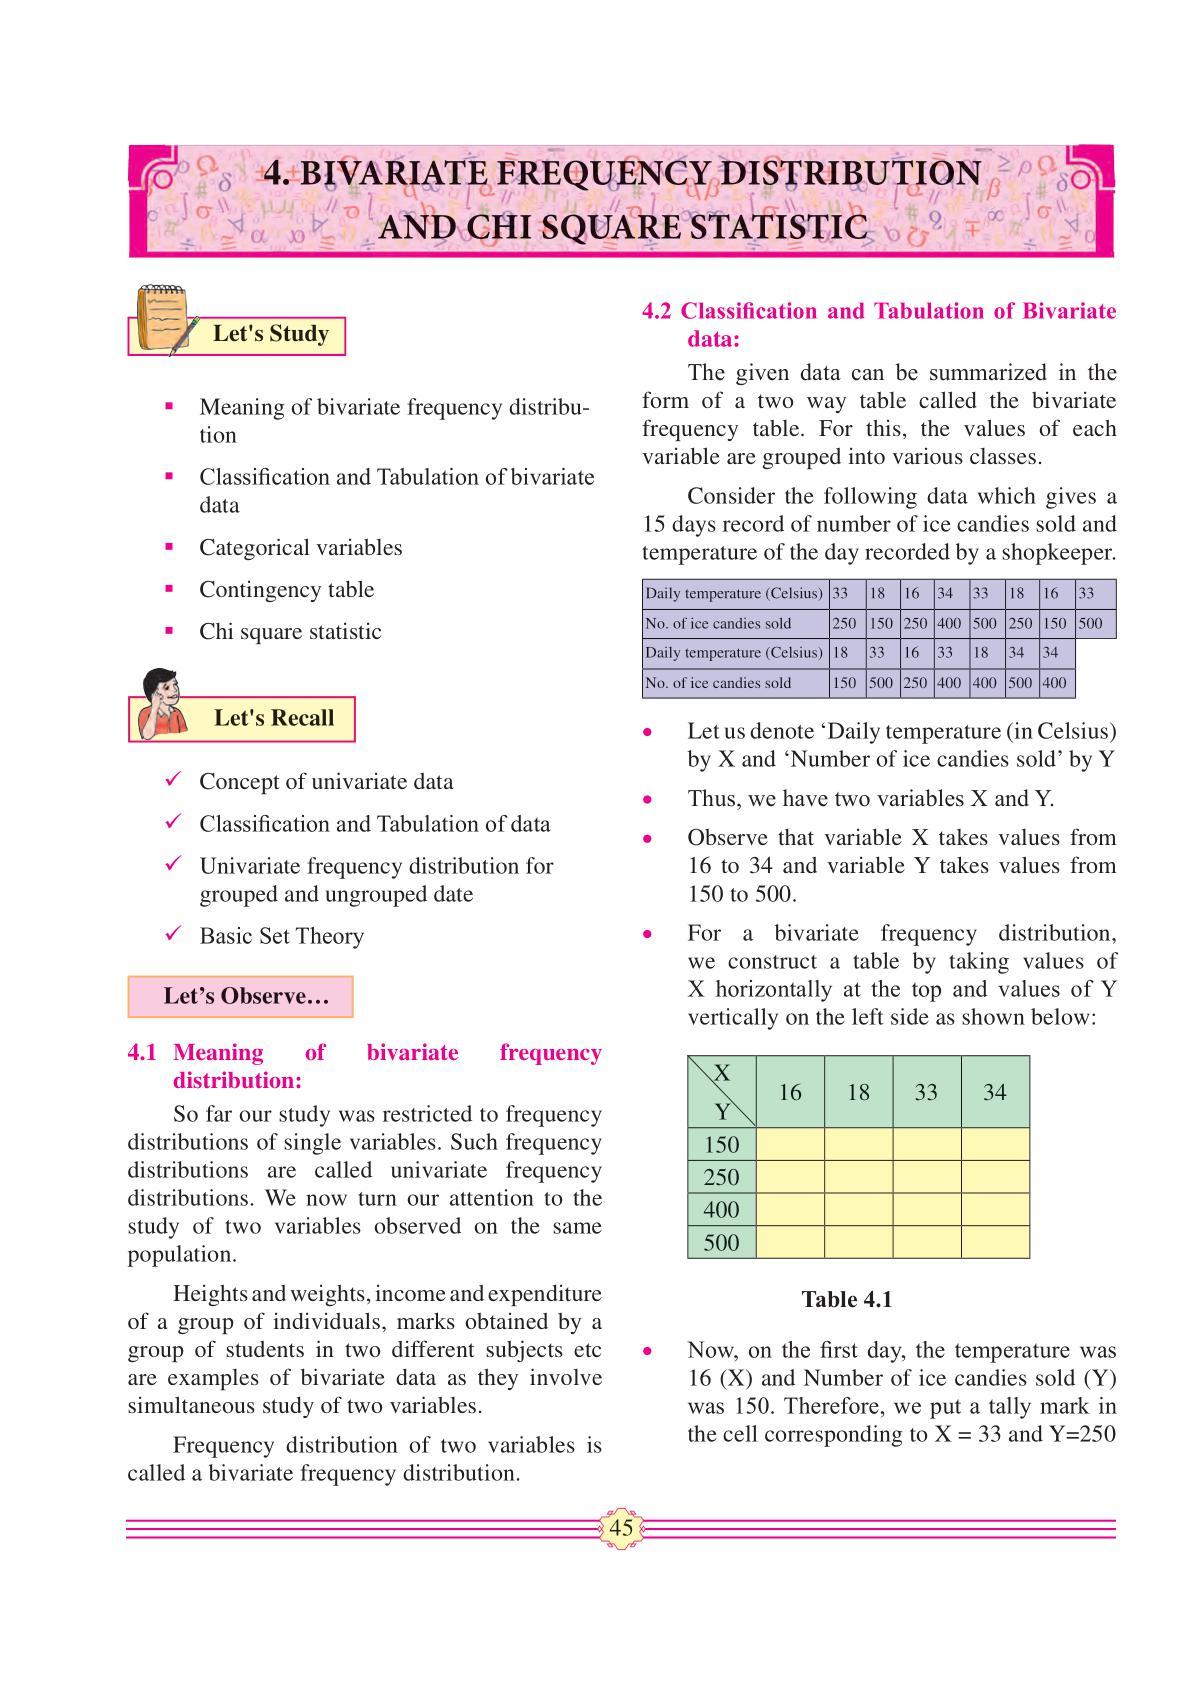 4. BIVARIATE FREQUENCY DISTRIBUTION
AND CHI SQUARE STATISTIC
Let's Study
▪ Meaning of bivariate frequency distribu-
tion
▪ Classification and Tabulation of bivariate
data
▪ Categorical variables
▪ Contingency table
▪ Chi square statistic
Let's Recall
✓ Concept of univariate data
✓ Classification and Tabulation of data
✓ Univariate frequency distribution for
grouped and ungrouped date
✓ Basic Set Theory
Let’s Observe…
4.1 Meaning of bivariate frequency
distribution:
So far our study was restricted to frequency
distributions of single variables. Such frequency
distributions are called univariate frequency
distributions. We now turn our attention to the
study of two variables observed on the same
population.
Heights and weights, income and expenditure
of a group of individuals, marks obtained by a
group of students in two different subjects etc
are examples of bivariate data as they involve
simultaneous study of two variables.
Frequency distribution of two variables is
called a bivariate frequency distribution.
4.2 Classification and Tabulation of Bivariate
data:
The given data can be summarized in the
form of a two way table called the bivariate
frequency table. For this, the values of each
variable are grouped into various classes.
Consider the following data which gives a
15 days record of number of ice candies sold and
temperature of the day recorded by a shopkeeper.
Daily temperature (Celsius) 33 18 16 34 33 18 16 33
No. of ice candies sold 250 150 250 400 500 250 150 500
Daily temperature (Celsius) 18 33 16 33 18 34 34
No. of ice candies sold 150 500 250 400 400 500 400
• Let us denote ‘Daily temperature (in Celsius)
by X and ‘Number of ice candies sold’ by Y
• Thus, we have two variables X and Y.
• Observe that variable X takes values from
16 to 34 and variable Y takes values from
150 to 500.
• For a bivariate frequency distribution,
we construct a table by taking values of
X horizontally at the top and values of Y
vertically on the left side as shown below:
X
Y
16 18 33 34
150
250
400
500
Table 4.1
• Now, on the first day, the temperature was
16 (X) and Number of ice candies sold (Y)
was 150. Therefore, we put a tally mark in
the cell corresponding to X = 33 and Y=250
45